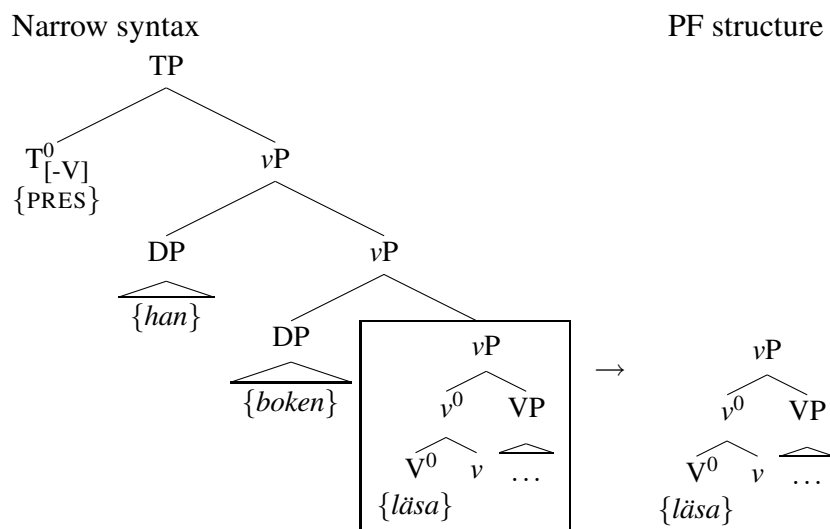 Narrow syntax PF structure
TP
T⁰[-V] vP
{PRES}
DP vP
{han}
DP vP → vP
{boken}
v⁰ VP v⁰ VP
V⁰ v ... V⁰ v ...
{läsa} {läsa}